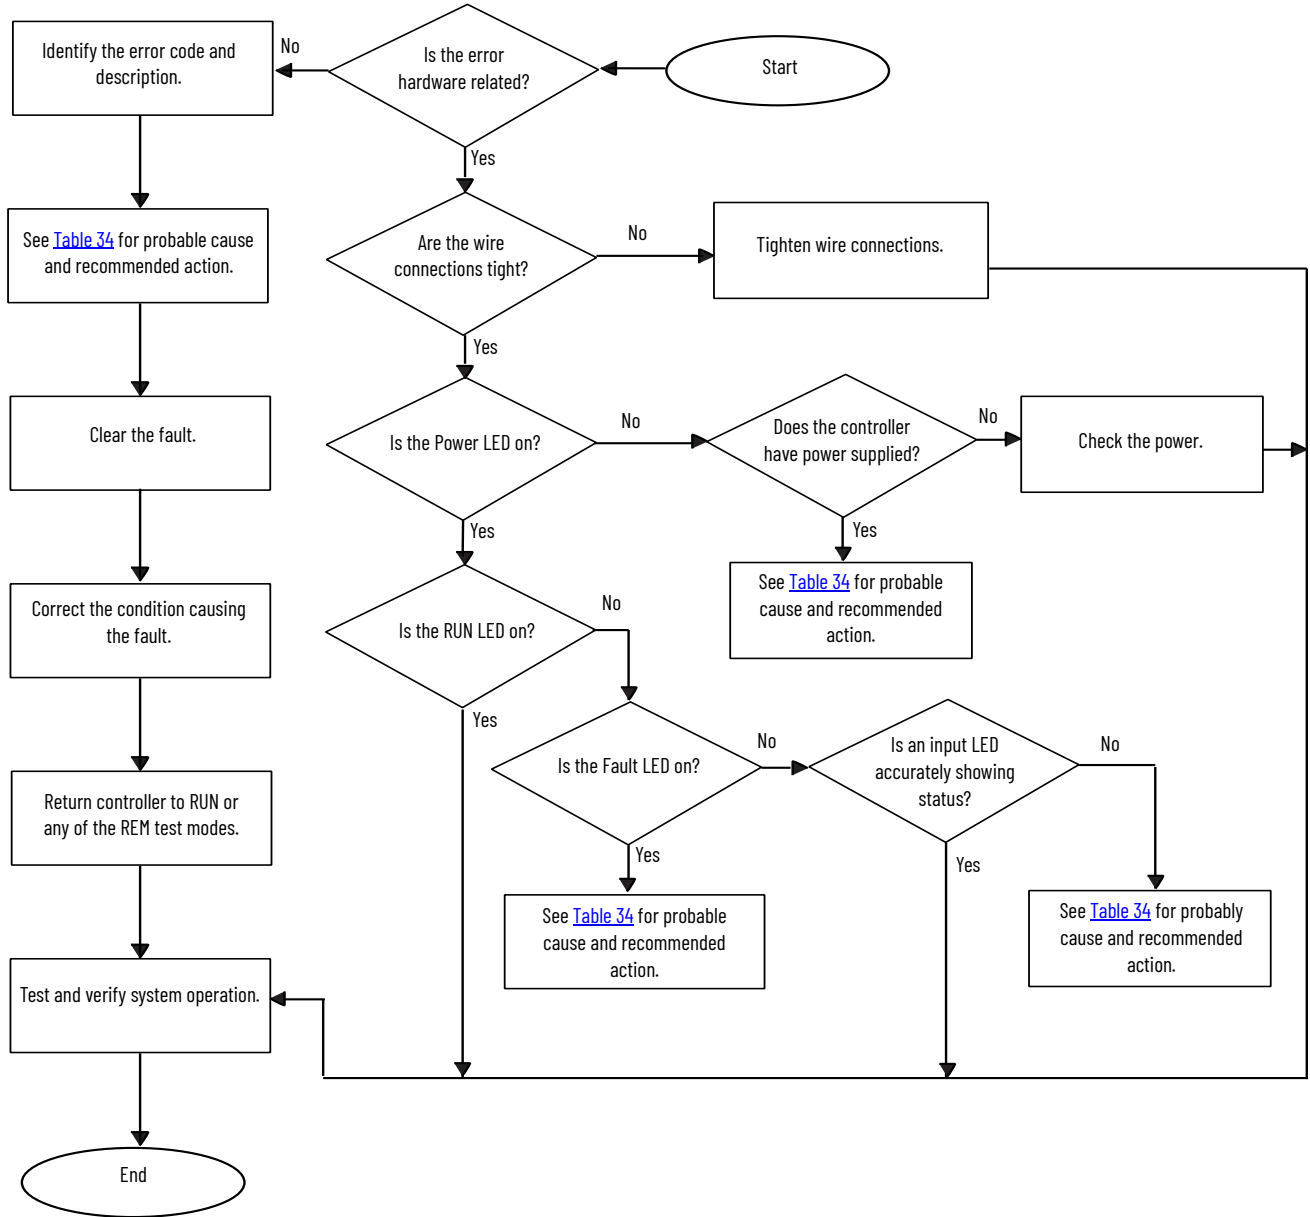 Start
Is the error
hardware related?
No
Identify the error code and
description.
Yes
See Table 34 for probable cause
and recommended action.
Are the wire
connections tight?
No
Tighten wire connections.
Yes
Clear the fault.
Is the Power LED on?
No
Does the controller
have power supplied?
No
Check the power.
Yes
Yes
See Table 34 for probable
cause and recommended
action.
Correct the condition causing
the fault.
Is the RUN LED on?
No
Yes
Return controller to RUN or
any of the REM test modes.
Is the Fault LED on?
No
Is an input LED
accurately showing
status?
No
Yes
Yes
See Table 34 for probable
cause and recommended
action.
See Table 34 for probably
cause and recommended
action.
Test and verify system operation.
End